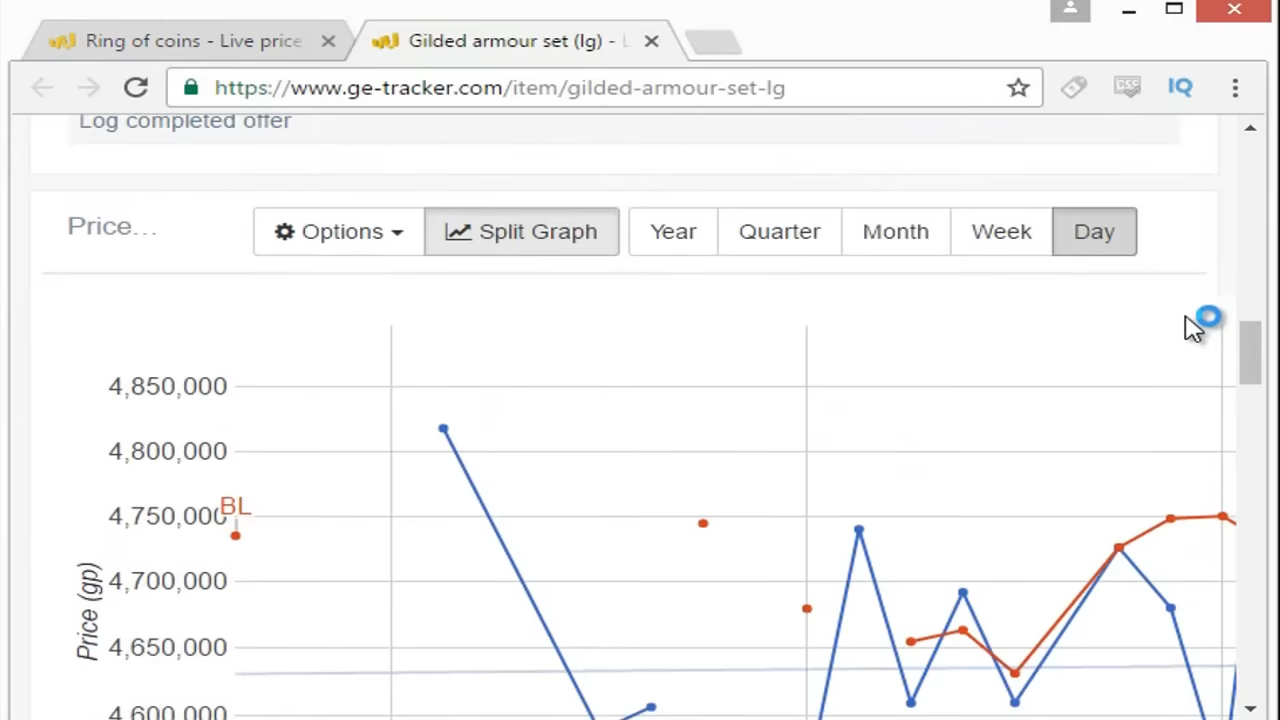 Ring of coins - Live price
Gilded armour set (lg) - L
https://www.ge-tracker.com/item/gilded-armour-set-lg
IQ
Log completed offer
Price...
Options
Split Graph
Year
Quarter
Month
Week
Day
4,850,000
4,800,000
BL
4,750,000
4,700,000
Price (gp)
4,650,000
4,600,000